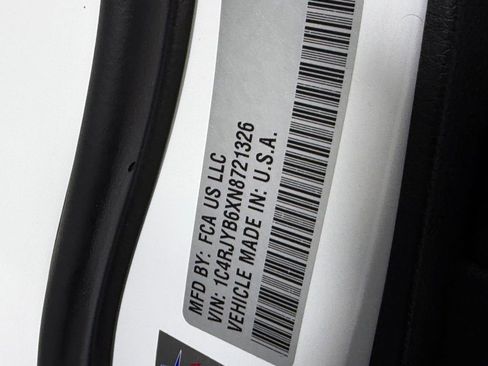 MFD BY: FCA US LLC
VIN: 1C4RJYB6XN8721326
VEHICLE MADE IN: U.S.A.